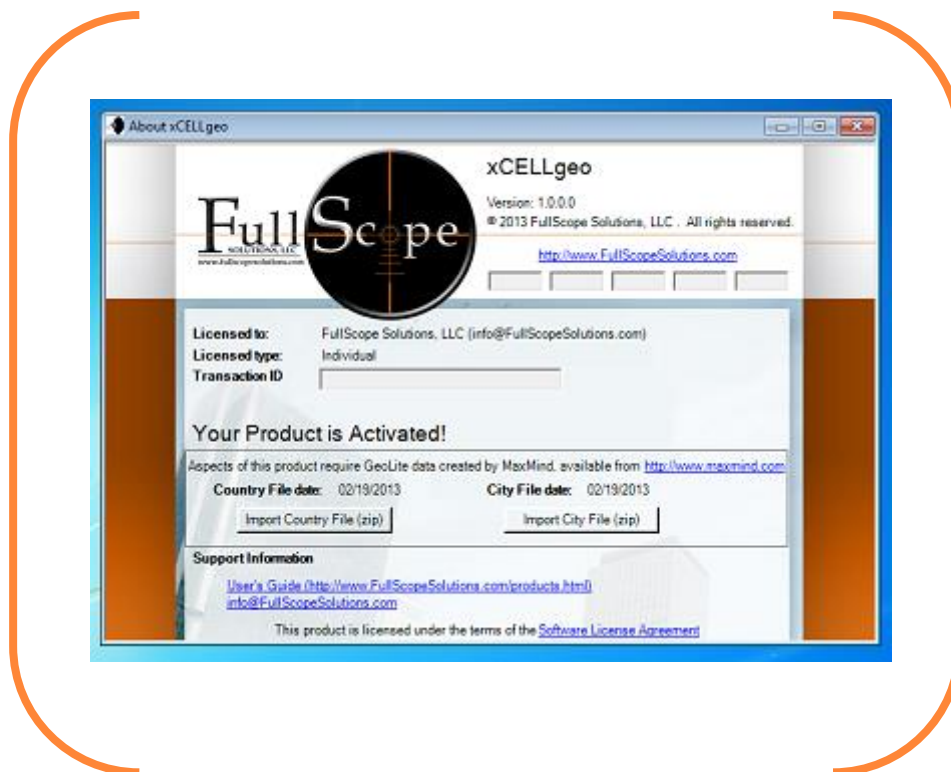 About xCELLgeo
xCELLgeo
FullScope
SOLUTIONS, LLC
www.fullscopesolutions.com
Version: 1.0.0.0
© 2013 FullScope Solutions, LLC . All rights reserved.
http://www.FullScopeSolutions.com
Licensed to: FullScope Solutions, LLC (info@FullScopeSolutions.com)
Licensed type: Individual
Transaction ID
Your Product is Activated!
Aspects of this product require GeoLite data created by MaxMind, available from http://www.maxmind.com
Country File date: 02/19/2013 City File date: 02/19/2013
Import Country File (zip) Import City File (zip)
Support Information
User's Guide (http://www.FullScopeSolutions.com/products.html)
info@FullScopeSolutions.com
This product is licensed under the terms of the Software License Agreement